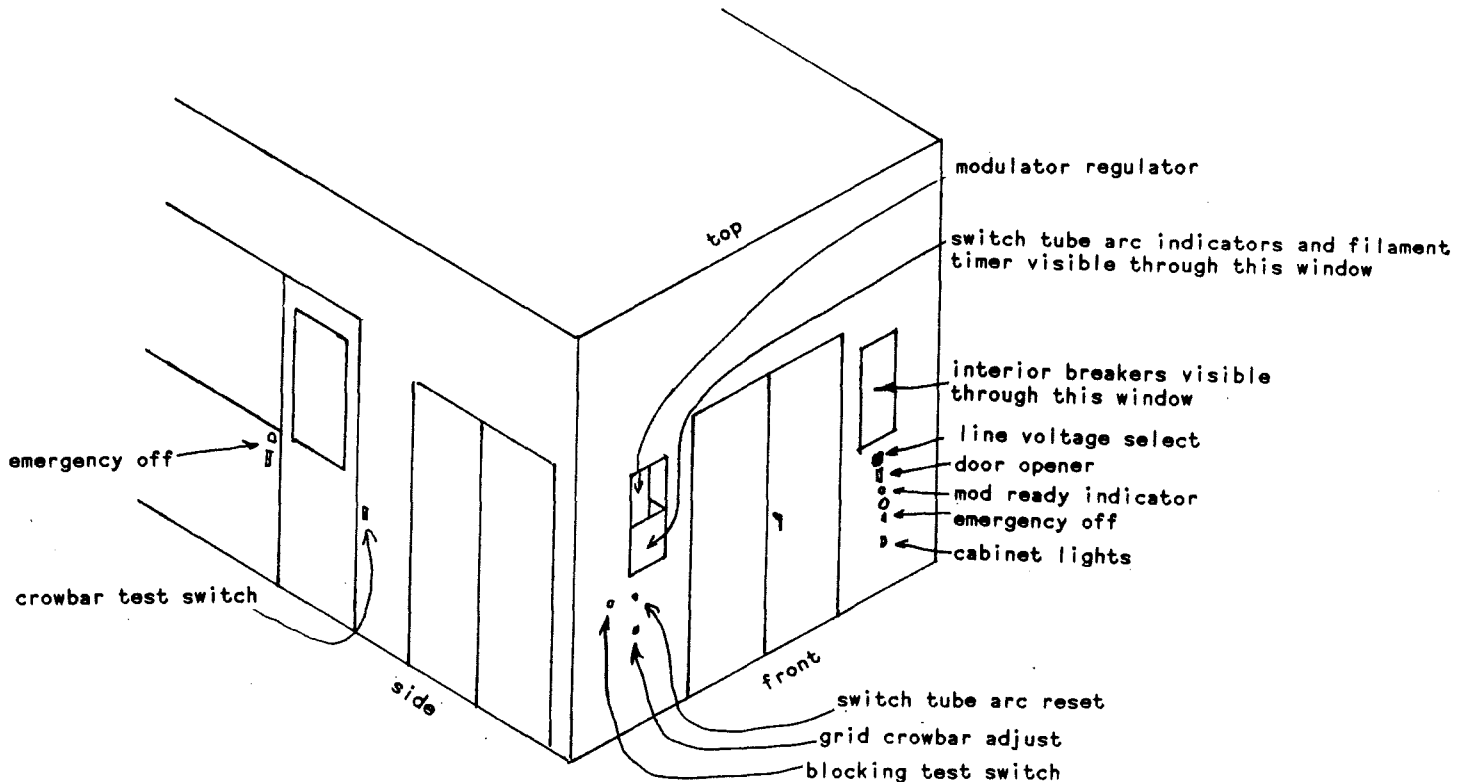 modulator regulator
top
switch tube arc indicators and filament
timer visible through this window
interior breakers visible
through this window
line voltage select
door opener
mod ready indicator
emergency off
cabinet lights
emergency off
crowbar test switch
side
front
switch tube arc reset
grid crowbar adjust
blocking test switch